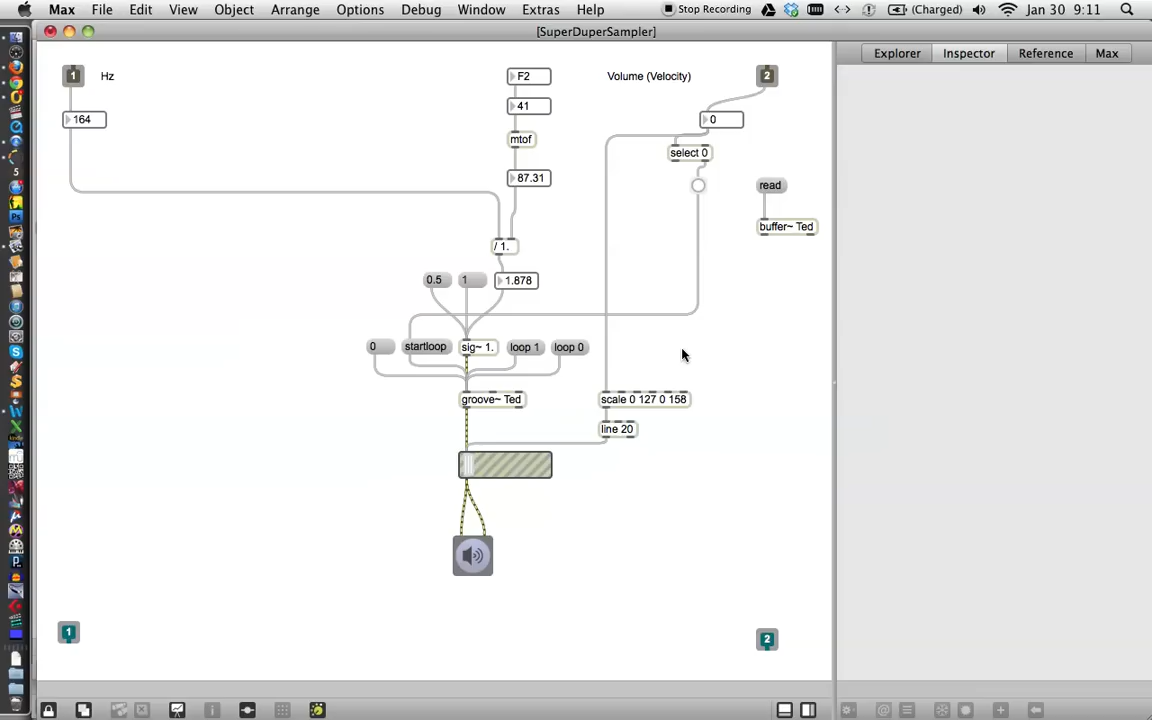 Max File Edit View Object Arrange Options Debug Window Extras Help Stop Recording (Charged) Jan 30 9:11
[SuperDuperSampler]
Explorer Inspector Reference Max
1 Hz F2 Volume (Velocity) 2
164 41 0
mtof select 0
87.31 read
buffer~ Ted
/ 1.
0.5 1 1.878
0 startloop sig~ 1. loop 1 loop 0
groove~ Ted scale 0 127 0 158
line 20
1 2